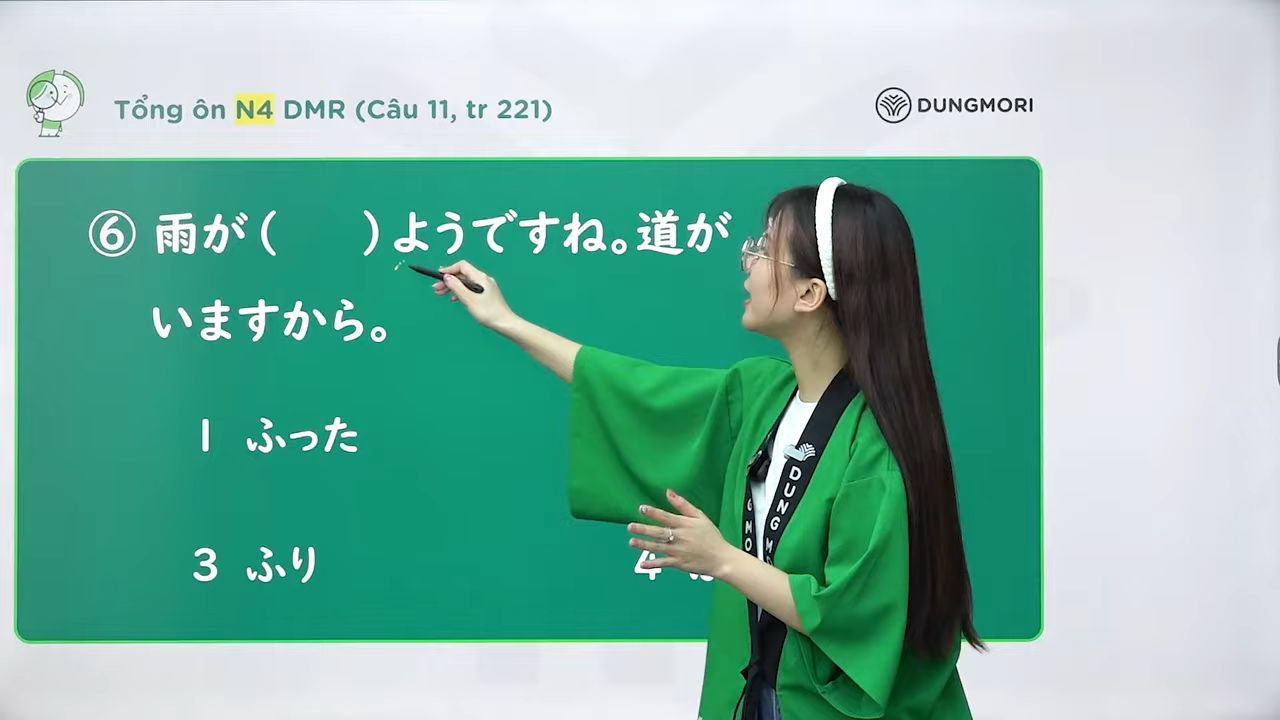 Tổng ôn N4 DMR (Câu 11, tr 221)
DUNGMORI
⑥ 雨が( )ようですね。道が
いますから。
1 ふった
3 ふり
4
DUNG M
G MO